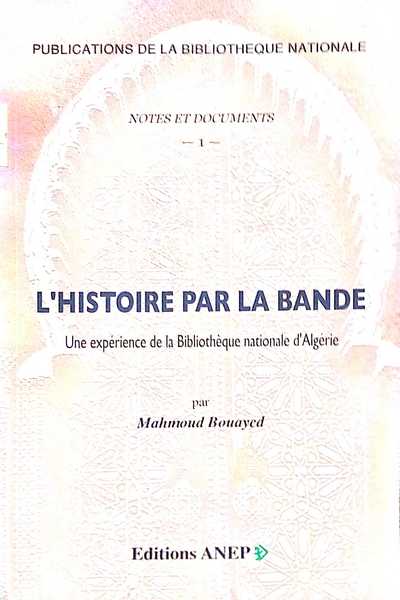 PUBLICATIONS DE LA BIBLIOTHEQUE NATIONALE
NOTES ET DOCUMENTS
— 1 —
L'HISTOIRE PAR LA BANDE
Une expérience de la Bibliothèque nationale d'Algérie
par
Mahmoud Bouayed
Editions ANEP